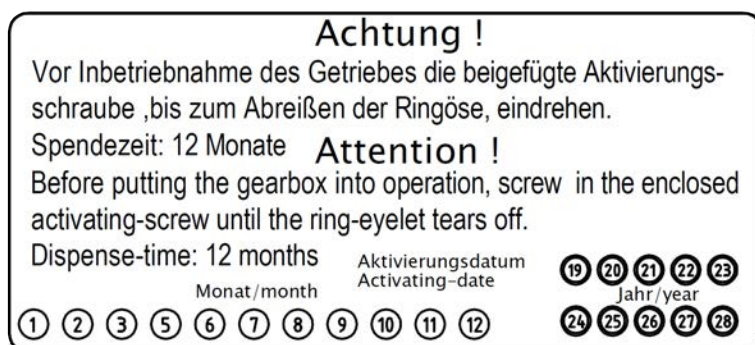 Achtung !
Vor Inbetriebnahme des Getriebes die beigefügte Aktivierungs-
schraube ,bis zum Abreißen der Ringöse, eindrehen.
Spendezeit: 12 Monate Attention !
Before putting the gearbox into operation, screw in the enclosed
activating-screw until the ring-eyelet tears off.
Dispense-time: 12 months Aktivierungsdatum
Activating-date
19 20 21 22 23
Monat/month Jahr/year
1 2 3 5 6 7 8 9 10 11 12 24 25 26 27 28